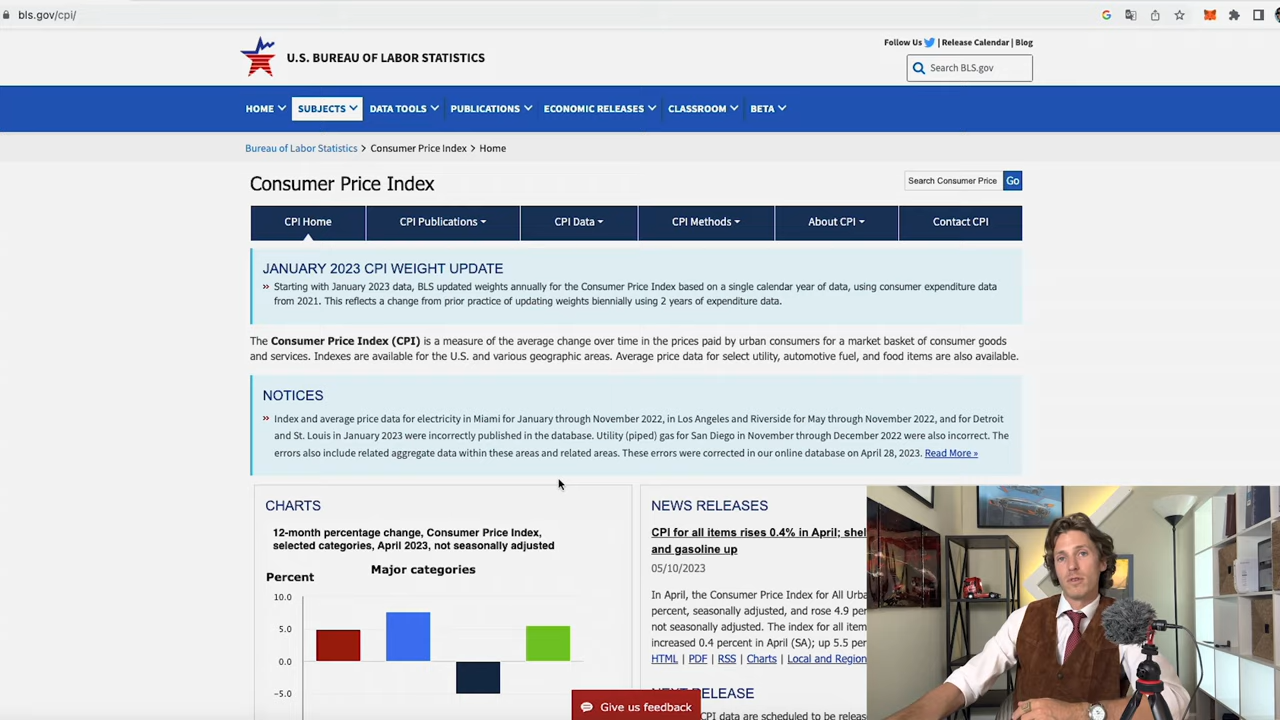 bls.gov/cpi/
U.S. BUREAU OF LABOR STATISTICS
Follow Us | Release Calendar | Blog
Search BLS.gov
HOME SUBJECTS DATA TOOLS PUBLICATIONS ECONOMIC RELEASES CLASSROOM BETA
Bureau of Labor Statistics > Consumer Price Index > Home
Consumer Price Index
Search Consumer Price Go
CPI Home CPI Publications CPI Data CPI Methods About CPI Contact CPI
JANUARY 2023 CPI WEIGHT UPDATE
» Starting with January 2023 data, BLS updated weights annually for the Consumer Price Index based on a single calendar year of data, using consumer expenditure data
from 2021. This reflects a change from prior practice of updating weights biennially using 2 years of expenditure data.
The Consumer Price Index (CPI) is a measure of the average change over time in the prices paid by urban consumers for a market basket of consumer goods
and services. Indexes are available for the U.S. and various geographic areas. Average price data for select utility, automotive fuel, and food items are also available.
NOTICES
» Index and average price data for electricity in Miami for January through November 2022, in Los Angeles and Riverside for May through November 2022, and for Detroit
and St. Louis in January 2023 were incorrectly published in the database. Utility (piped) gas for San Diego in November through December 2022 were also incorrect. The
errors also include related aggregate data within these areas and related areas. These errors were corrected in our online database on April 28, 2023. Read More »
CHARTS
12-month percentage change, Consumer Price Index,
selected categories, April 2023, not seasonally adjusted
Major categories
Percent
10.0
5.0
0.0
−5.0
NEWS RELEASES
CPI for all items rises 0.4% in April; shel
and gasoline up
05/10/2023
In April, the Consumer Price Index for All Urba
percent, seasonally adjusted, and rose 4.9 per
not seasonally adjusted. The index for all item
increased 0.4 percent in April (SA); up 5.5 per
HTML | PDF | RSS | Charts | Local and Region
NEXT RELEASE
CPI data are scheduled to be releas
Give us feedback